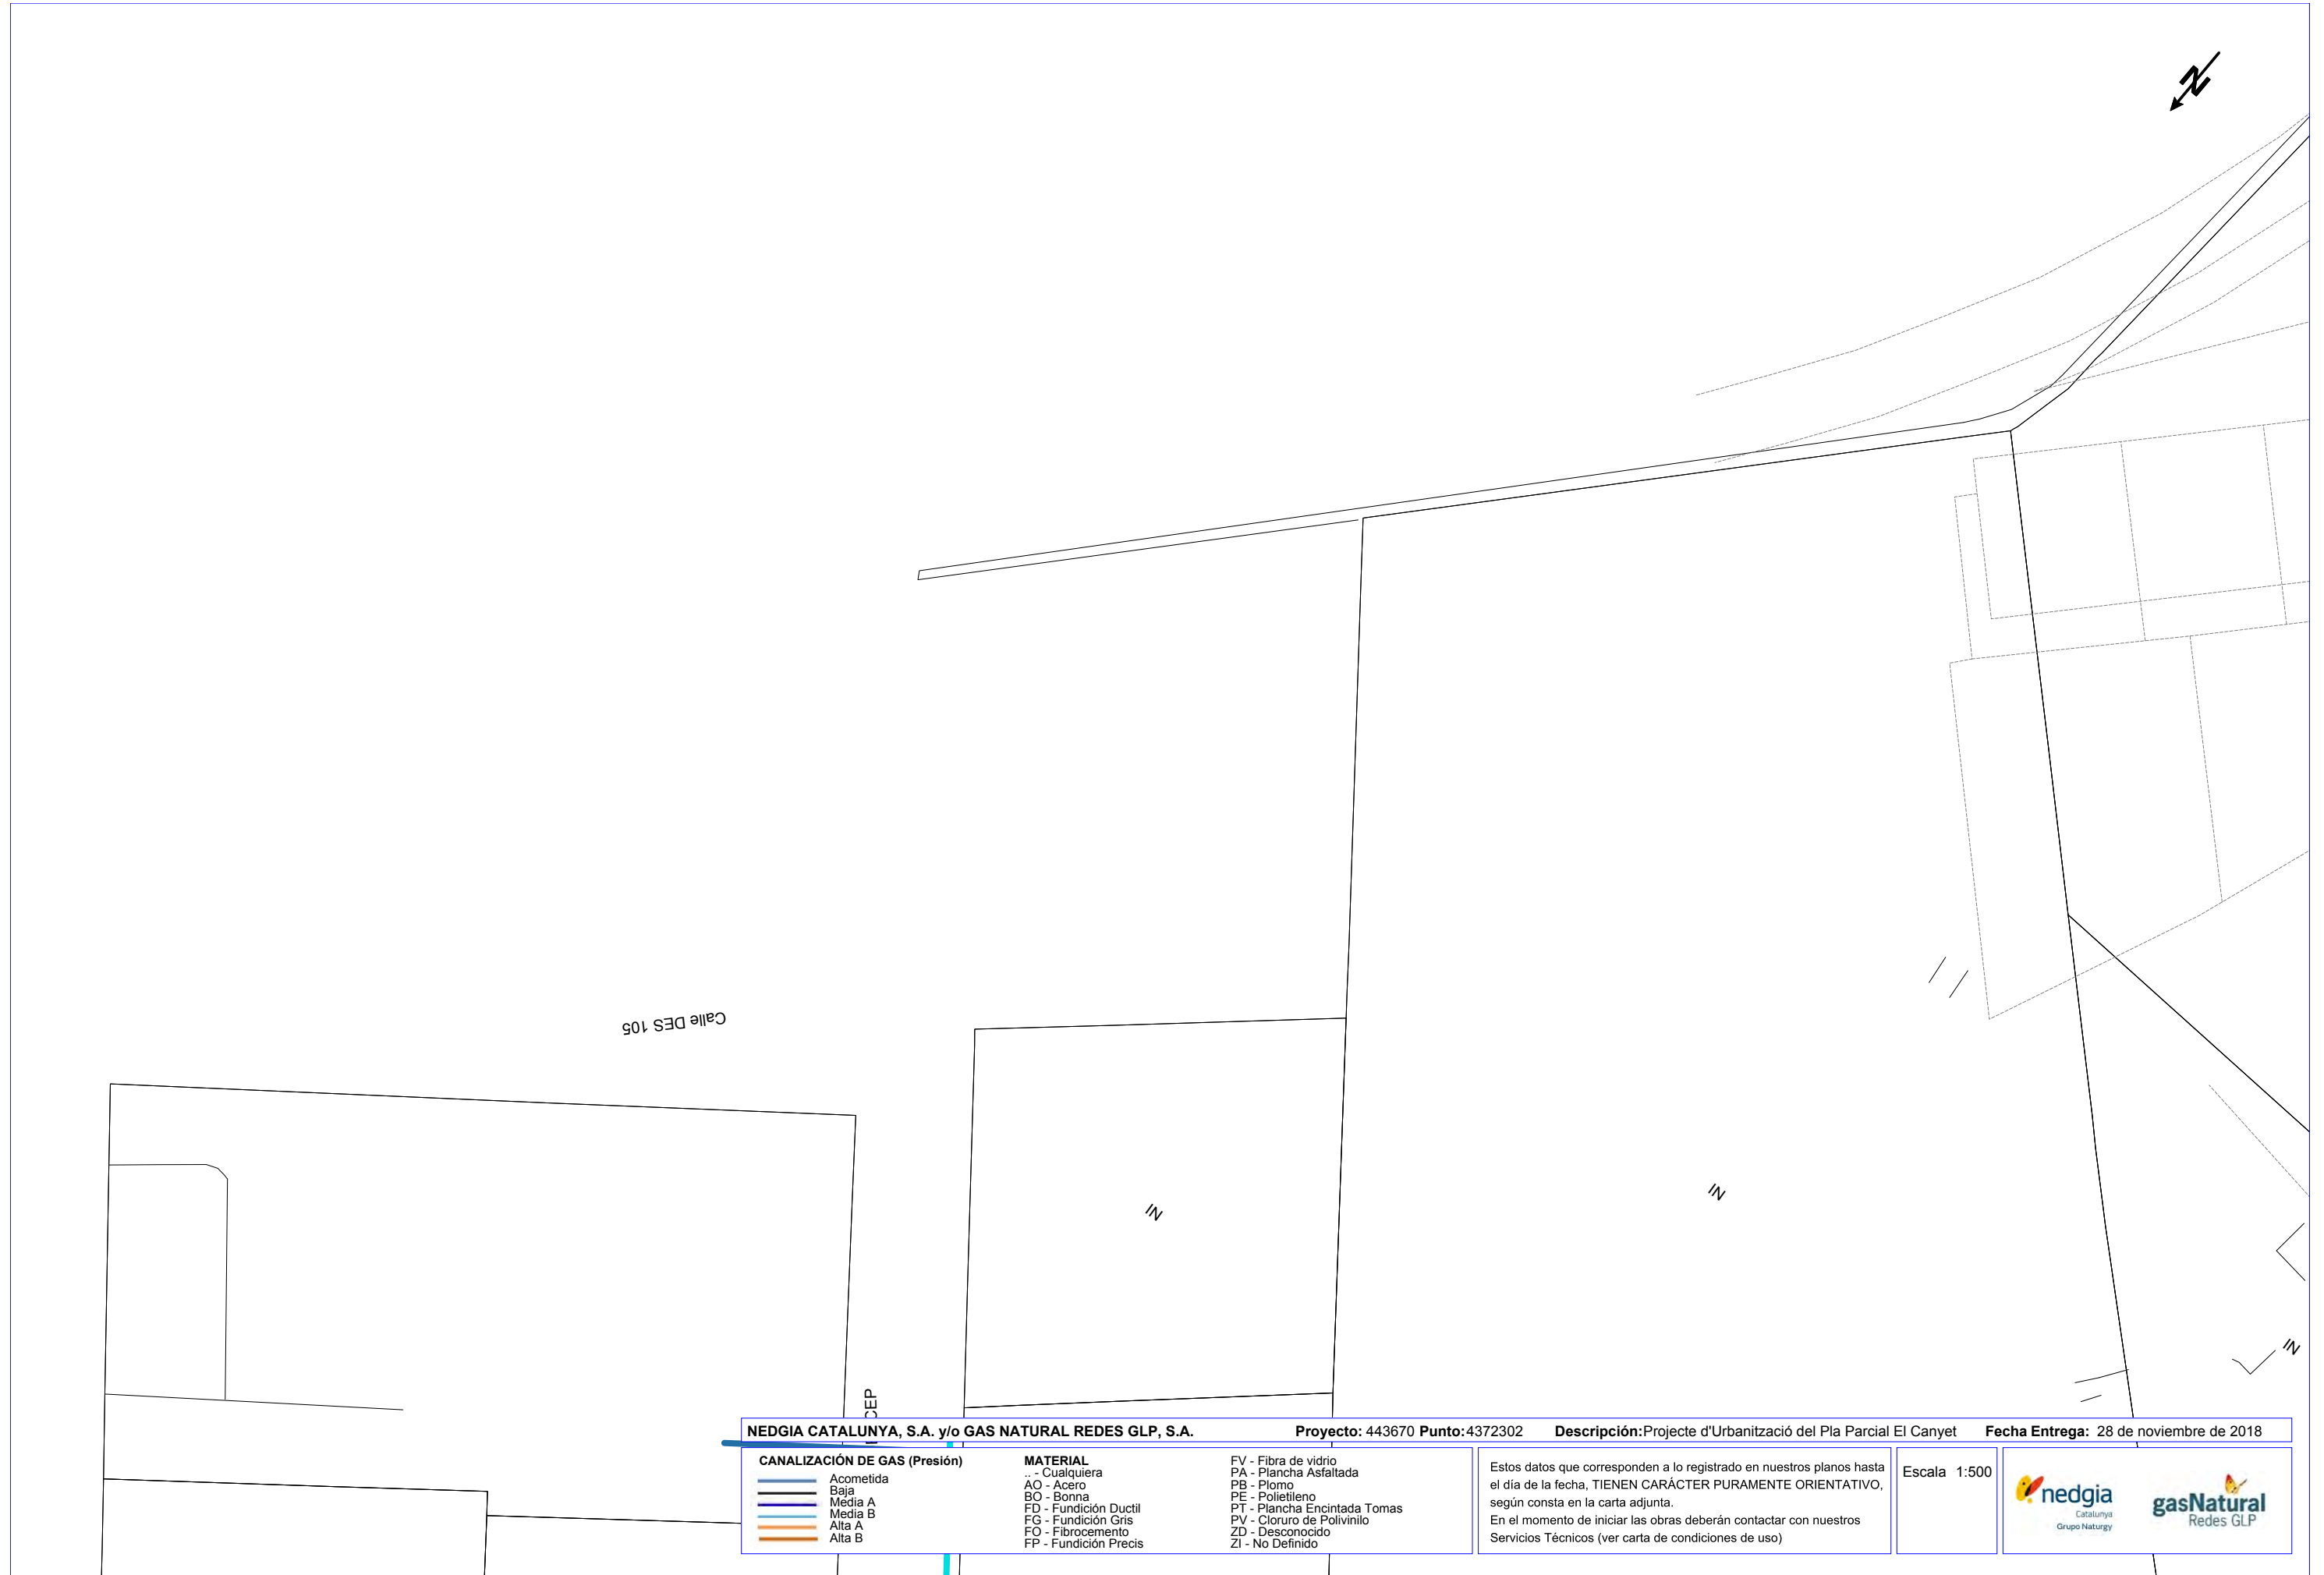 N
Calle DES 105
IN
IN
IN
CEP
NEDGIA CATALUNYA, S.A. y/o GAS NATURAL REDES GLP, S.A. Proyecto: 443670 Punto:4372302 Descripción:Projecte d'Urbanització del Pla Parcial El Canyet Fecha Entrega: 28 de noviembre de 2018
CANALIZACIÓN DE GAS (Presión)
Acometida
Baja
Media A
Media B
Alta A
Alta B
MATERIAL
.. - Cualquiera
AO - Acero
BO - Bonna
FD - Fundición Ductil
FG - Fundición Gris
FO - Fibrocemento
FP - Fundición Precis
FV - Fibra de vidrio
PA - Plancha Asfaltada
PB - Plomo
PE - Polietileno
PT - Plancha Encintada Tomas
PV - Cloruro de Polivinilo
ZD - Desconocido
ZI - No Definido
Estos datos que corresponden a lo registrado en nuestros planos hasta
el día de la fecha, TIENEN CARÁCTER PURAMENTE ORIENTATIVO,
según consta en la carta adjunta.
En el momento de iniciar las obras deberán contactar con nuestros
Servicios Técnicos (ver carta de condiciones de uso)
Escala 1:500
nedgia
Catalunya
Grupo Naturgy
gasNatural
Redes GLP